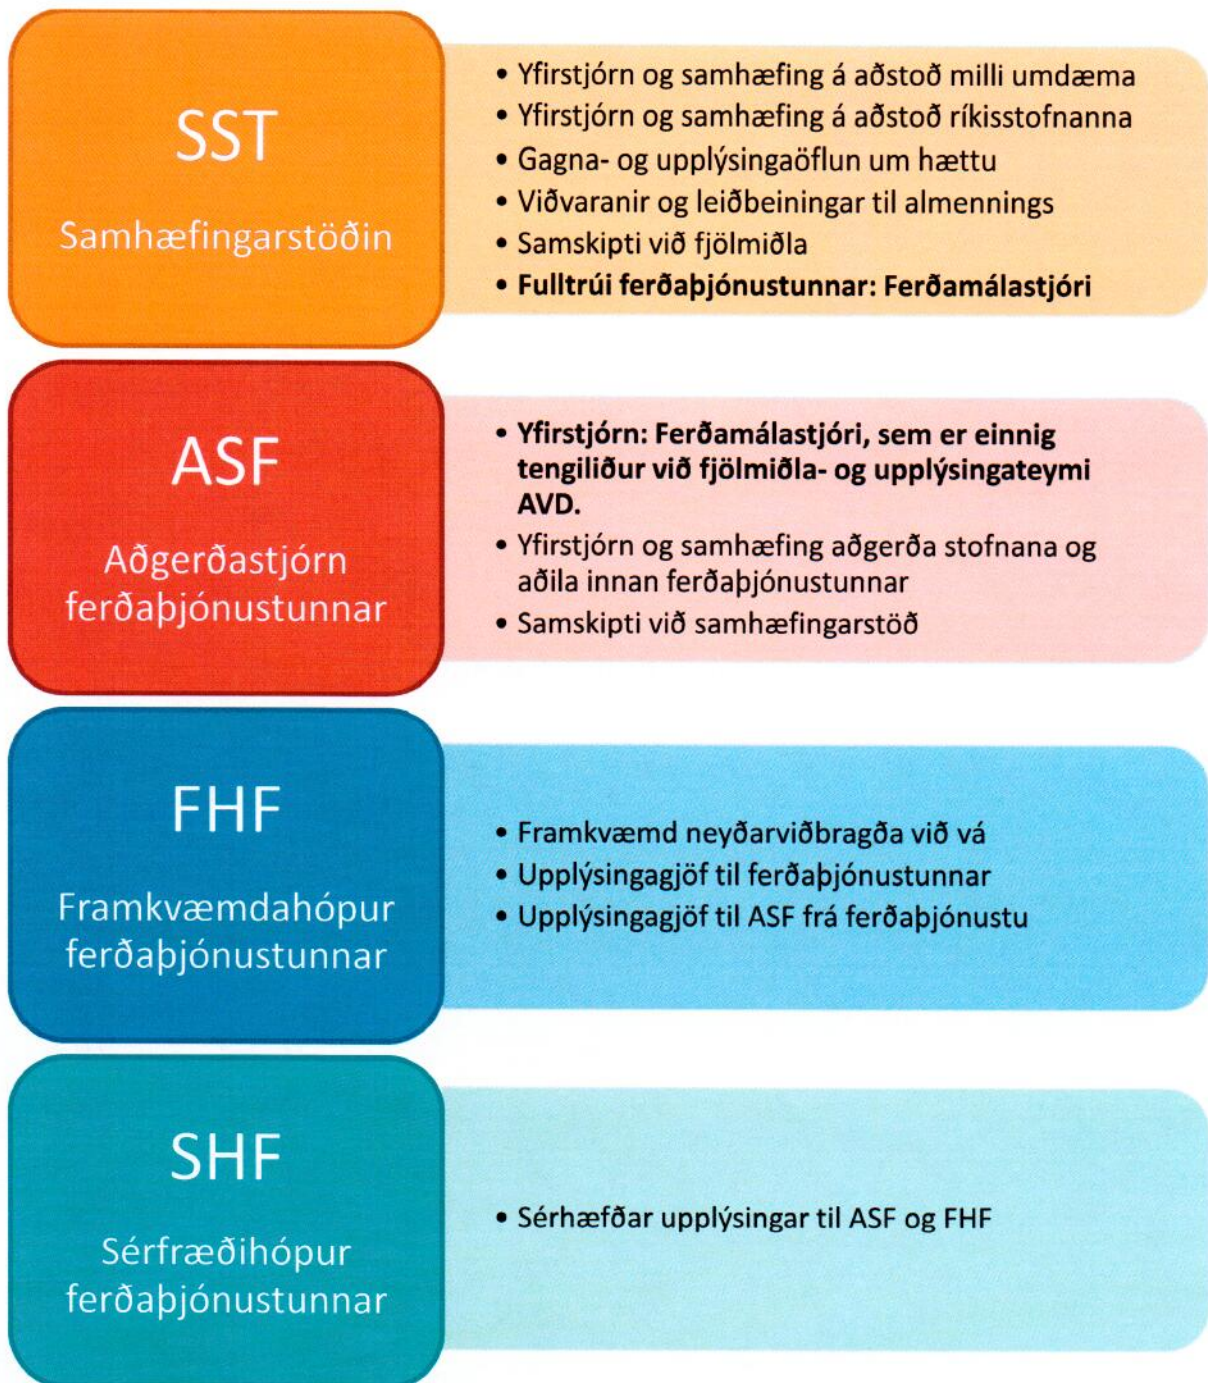 SST
Samhæfingarstöðin
• Yfirstjórn og samhæfing á aðstoð milli umdæma
• Yfirstjórn og samhæfing á aðstoð ríkisstofnanna
• Gagna- og upplýsingaöflun um hættu
• Viðvaranir og leiðbeiningar til almennings
• Samskipti við fjölmiðla
• Fulltrúi ferðaþjónustunnar: Ferðamálastjóri
ASF
Aðgerðastjórn
ferðaþjónustunnar
• Yfirstjórn: Ferðamálastjóri, sem er einnig
tengiliður við fjölmiðla- og upplýsingateymi
AVD.
• Yfirstjórn og samhæfing aðgerða stofnana og
aðila innan ferðaþjónustunnar
• Samskipti við samhæfingarstöð
FHF
Framkvæmdahópur
ferðaþjónustunnar
• Framkvæmd neyðarviðbragða við vá
• Upplýsingagjöf til ferðaþjónustunnar
• Upplýsingagjöf til ASF frá ferðaþjónustu
SHF
Sérfræðihópur
ferðaþjónustunnar
• Sérhæfðar upplýsingar til ASF og FHF